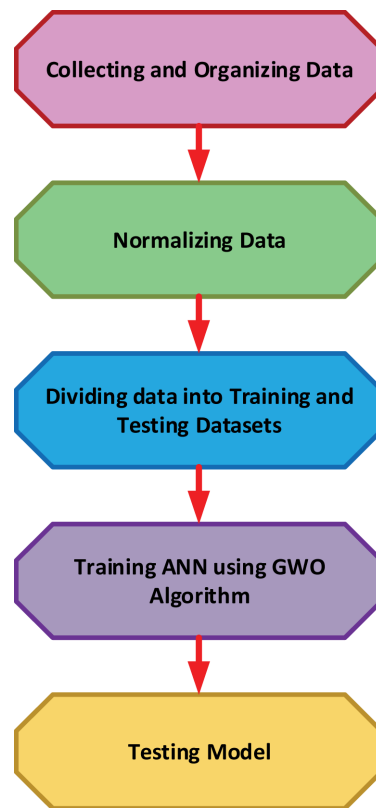 Collecting and Organizing Data
Normalizing Data
Dividing data into Training and
Testing Datasets
Training ANN using GWO
Algorithm
Testing Model